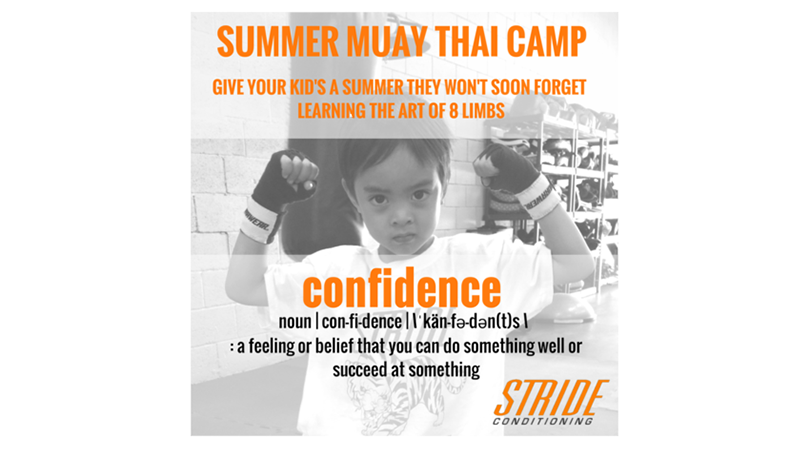 SUMMER MUAY THAI CAMP
GIVE YOUR KID'S A SUMMER THEY WON'T SOON FORGET
LEARNING THE ART OF 8 LIMBS
confidence
noun | con·fi·dence | \ ˈkän-fə-dən(t)s \
: a feeling or belief that you can do something well or
succeed at something
STRIDE
CONDITIONING